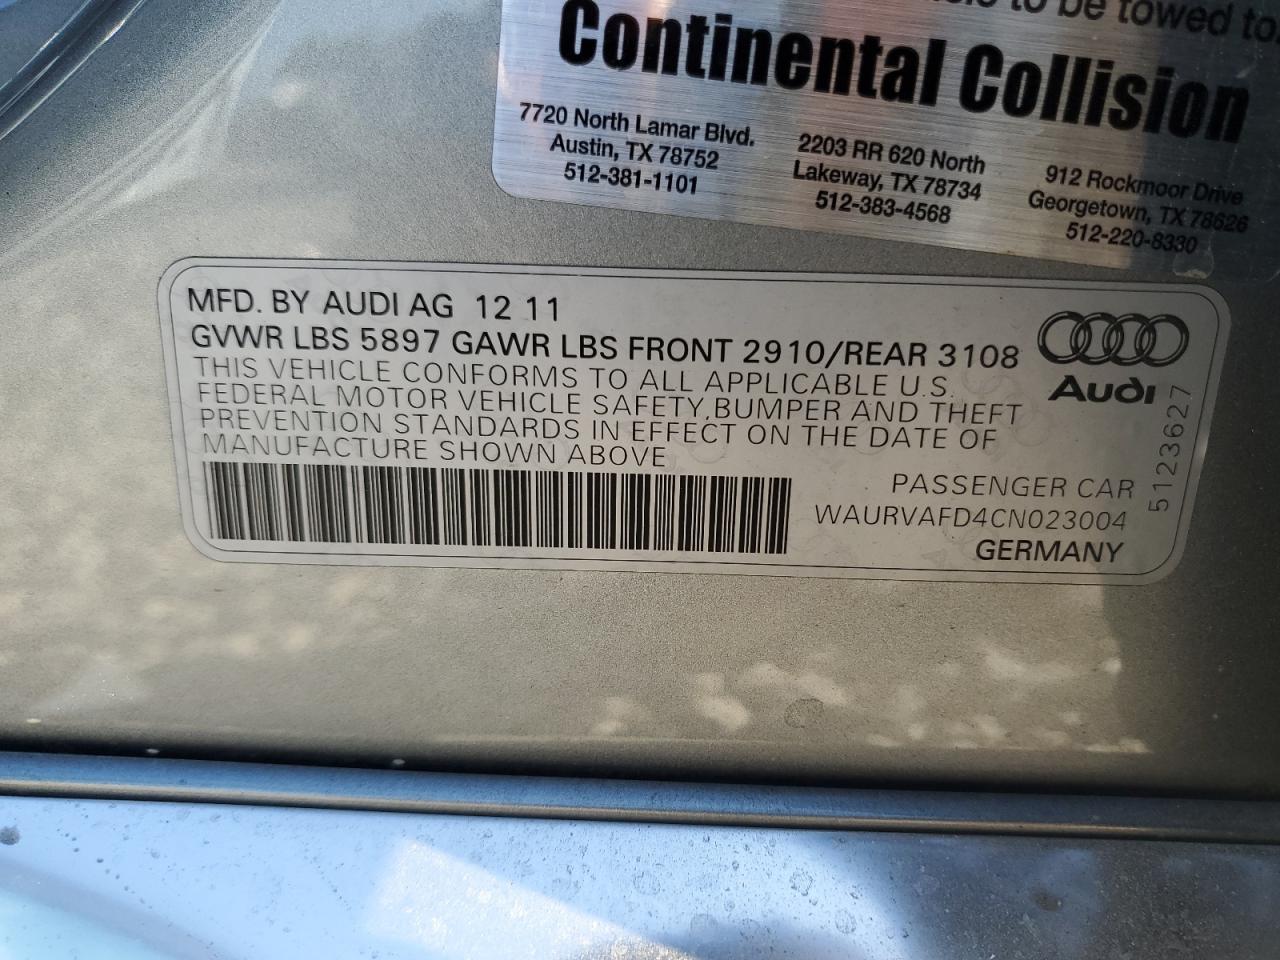 to be towed to:
Continental Collision
7720 North Lamar Blvd.
Austin, TX 78752
512-381-1101
2203 RR 620 North
Lakeway, TX 78734
512-383-4568
912 Rockmoor Drive
Georgetown, TX 78626
512-220-8330
MFD. BY AUDI AG 12 11
GVWR LBS 5897 GAWR LBS FRONT 2910/REAR 3108
THIS VEHICLE CONFORMS TO ALL APPLICABLE U.S.
FEDERAL MOTOR VEHICLE SAFETY,BUMPER AND THEFT
PREVENTION STANDARDS IN EFFECT ON THE DATE OF
MANUFACTURE SHOWN ABOVE
Audi
5123627
PASSENGER CAR
WAURVAFD4CN023004
GERMANY